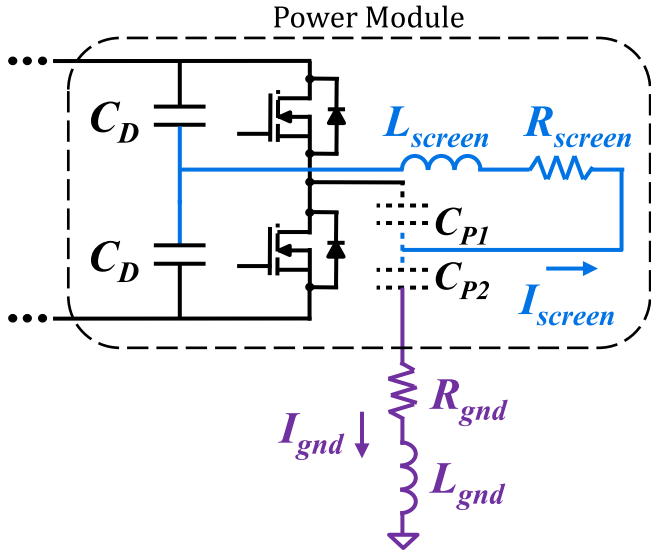 Power Module
C_D
L_screen
R_screen
C_P1
C_D
C_P2
I_screen
R_gnd
I_gnd
L_gnd